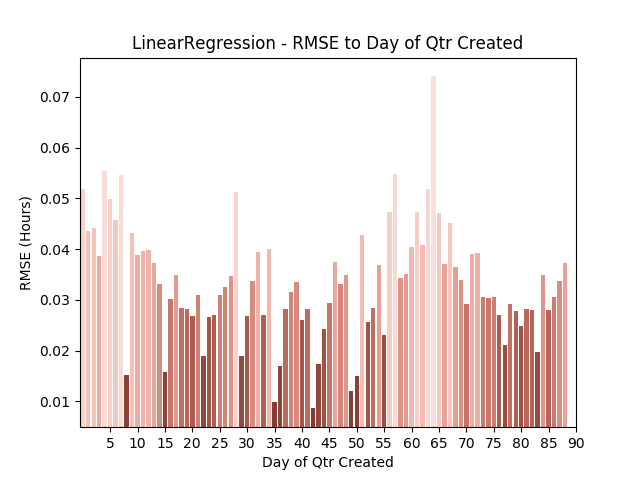 LinearRegression - RMSE to Day of Qtr Created
0.07
0.06
0.05
0.04
0.03
0.02
0.01
RMSE (Hours)
5 10 15 20 25 30 35 40 45 50 55 60 65 70 75 80 85 90
Day of Qtr Created